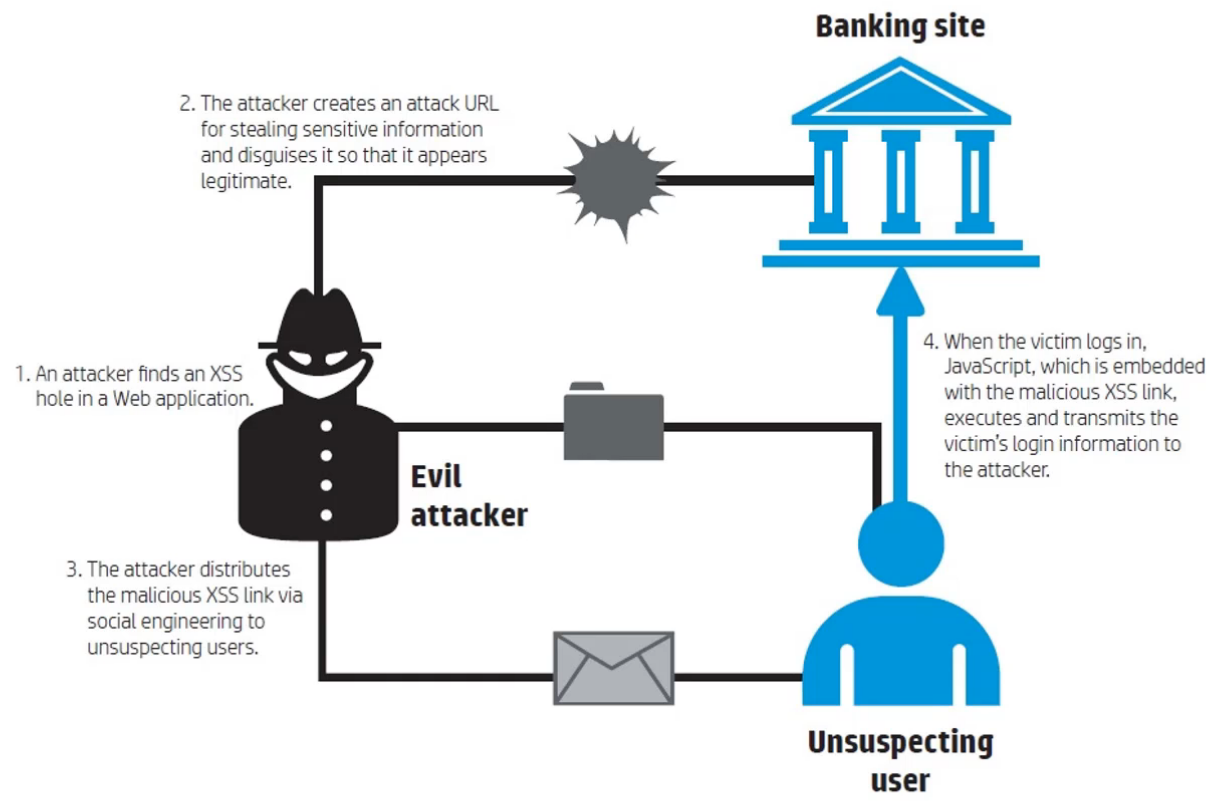 Banking site
2. The attacker creates an attack URL
for stealing sensitive information
and disguises it so that it appears
legitimate.
1. An attacker finds an XSS
hole in a Web application.
4. When the victim logs in,
JavaScript, which is embedded
with the malicious XSS link,
executes and transmits the
victim's login information to
the attacker.
Evil
attacker
3. The attacker distributes
the malicious XSS link via
social engineering to
unsuspecting users.
Unsuspecting
user